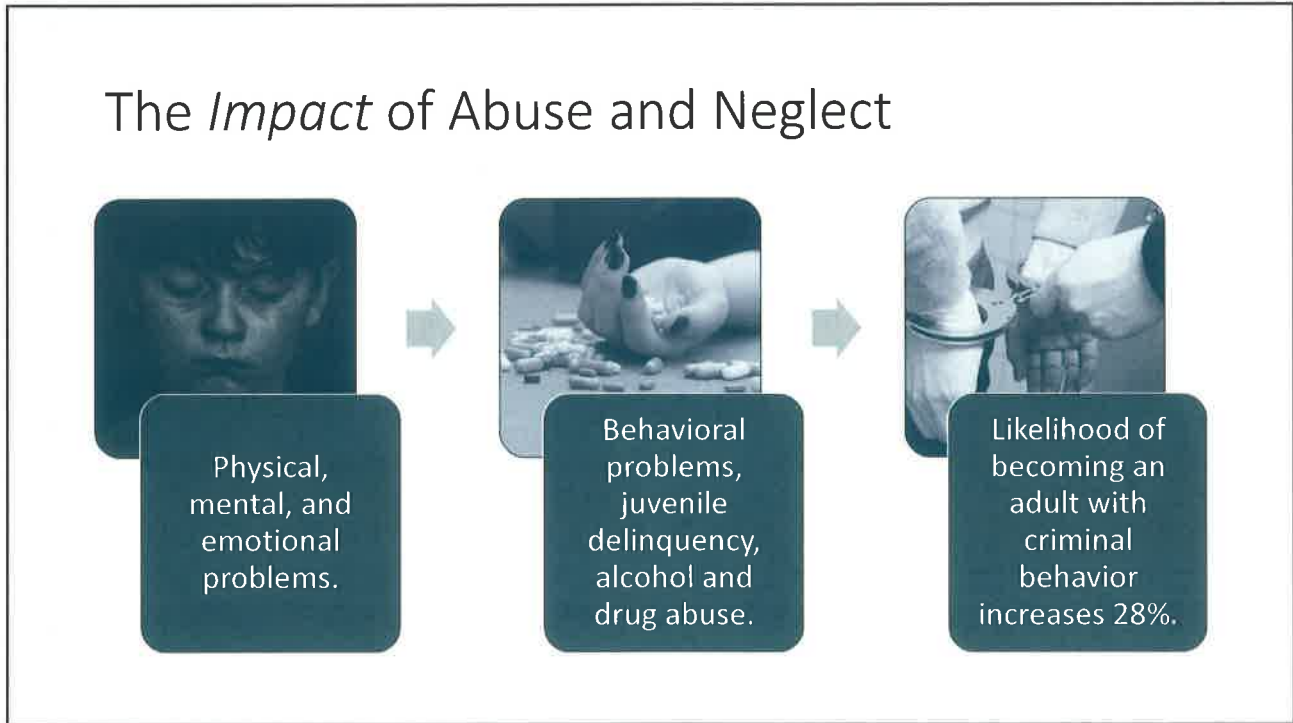 The Impact of Abuse and Neglect
Physical,
mental, and
emotional
problems.
Behavioral
problems,
juvenile
delinquency,
alcohol and
drug abuse.
Likelihood of
becoming an
adult with
criminal
behavior
increases 28%.